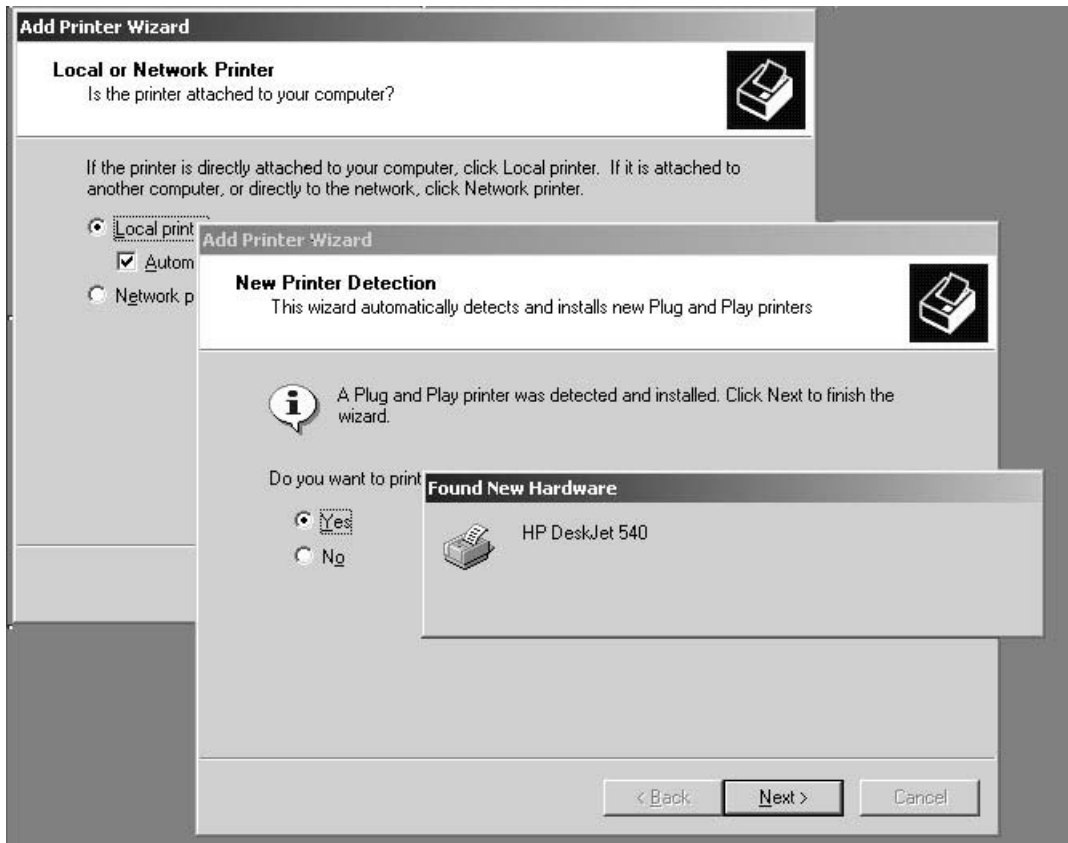 Add Printer Wizard
Local or Network Printer
Is the printer attached to your computer?
If the printer is directly attached to your computer, click Local printer. If it is attached to
another computer, or directly to the network, click Network printer.
Local print
Autom
Network p
Add Printer Wizard
New Printer Detection
This wizard automatically detects and installs new Plug and Play printers
A Plug and Play printer was detected and installed. Click Next to finish the
wizard.
Do you want to print
Yes
No
Found New Hardware
HP DeskJet 540
< Back
Next >
Cancel